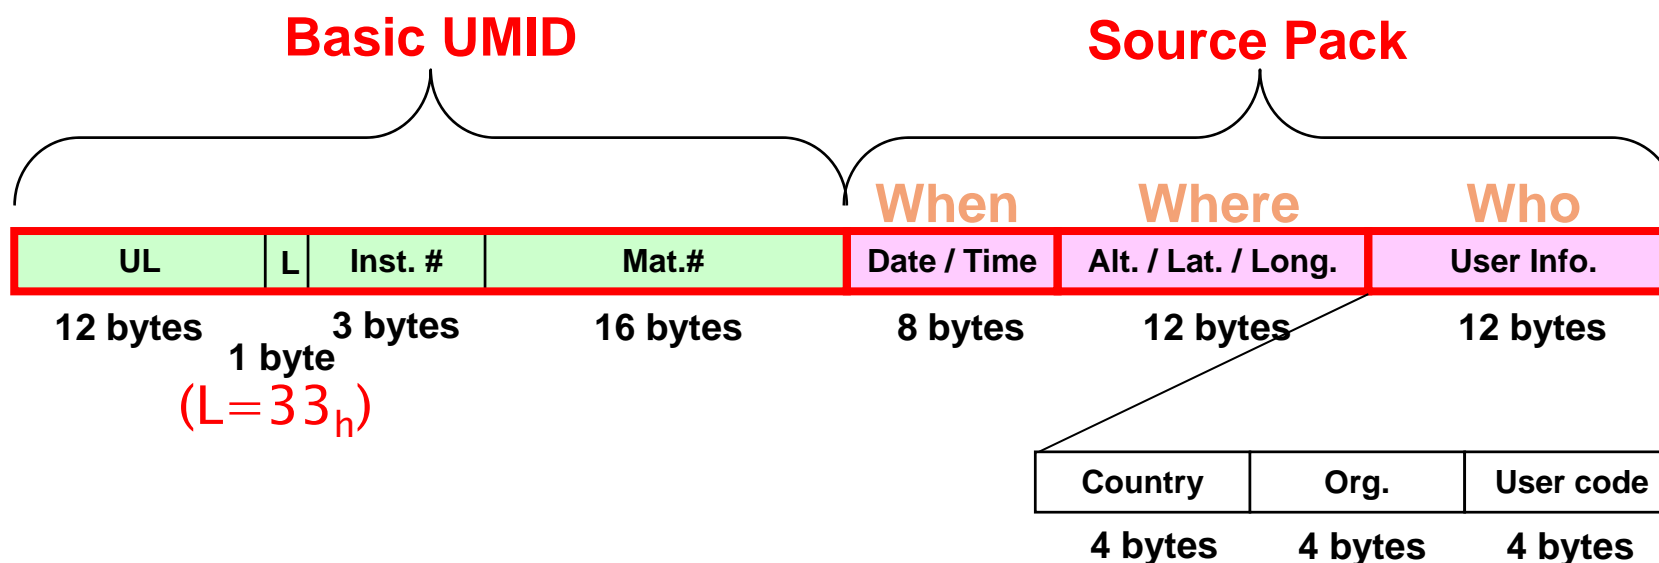 Basic UMID Source Pack
When Where Who
UL L Inst. # Mat.# Date / Time Alt. / Lat. / Long. User Info.
12 bytes 3 bytes 16 bytes 8 bytes 12 bytes 12 bytes
1 byte
(L=33h)
Country Org. User code
4 bytes 4 bytes 4 bytes